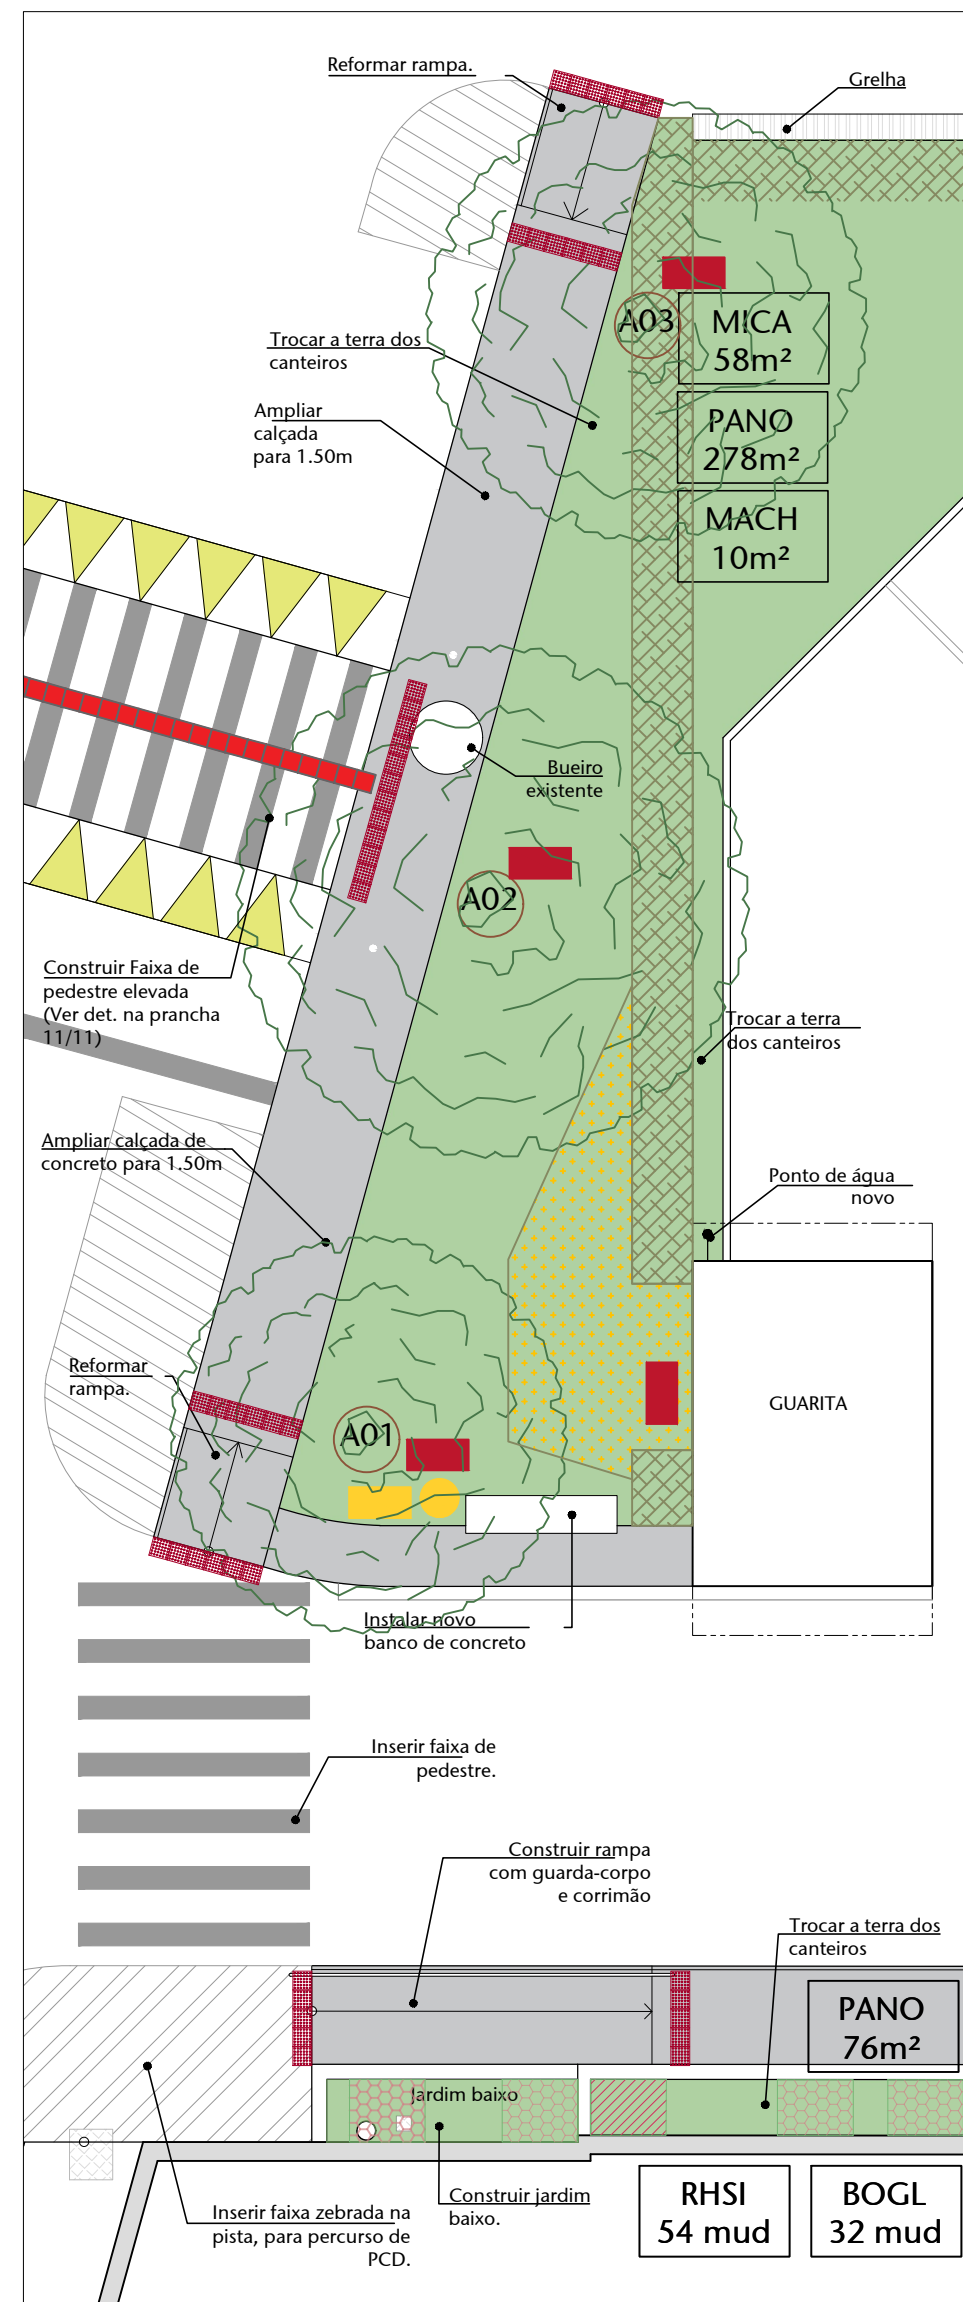 Reformar rampa.
Grelha
A03
MICA
58m²
Trocar a terra dos
canteiros
PANO
278m²
Ampliar
calçada
para 1.50m
MACH
10m²
Bueiro
existente
A02
Construir Faixa de
pedestre elevada
(Ver det. na prancha
11/11)
Trocar a terra
dos canteiros
Ampliar calçada de
concreto para 1.50m
Ponto de água
novo
Reformar
rampa.
GUARITA
A01
Instalar novo
banco de concreto
Inserir faixa de
pedestre.
Construir rampa
com guarda-corpo
e corrimão
Trocar a terra dos
canteiros
PANO
76m²
Jardim baixo
RHSI
54 mud
BOGL
32 mud
Construir jardim
baixo.
Inserir faixa zebrada na
pista, para percurso de
PCD.